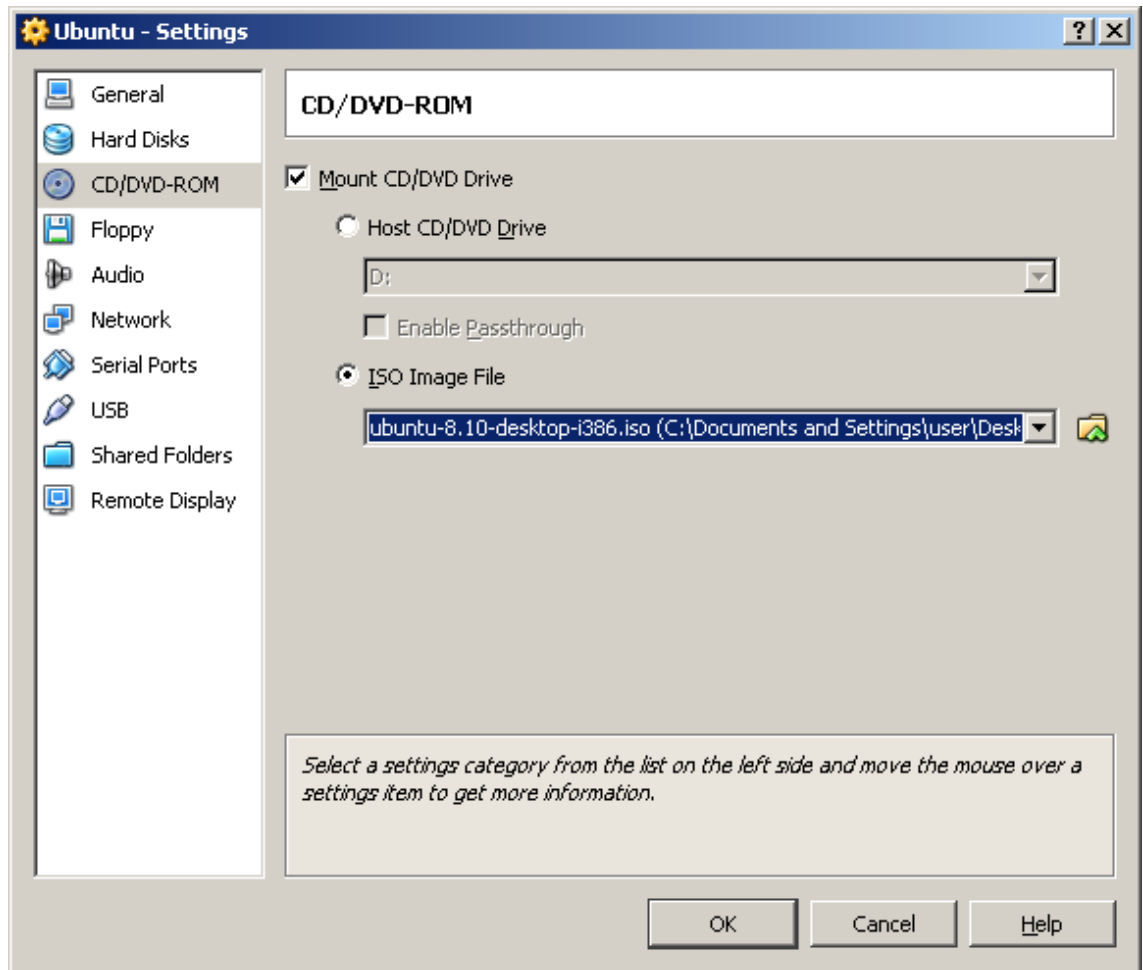 Ubuntu - Settings
General
Hard Disks
CD/DVD-ROM
Floppy
Audio
Network
Serial Ports
USB
Shared Folders
Remote Display
CD/DVD-ROM
Mount CD/DVD Drive
Host CD/DVD Drive
D:
Enable Passthrough
ISO Image File
ubuntu-8.10-desktop-i386.iso (C:\Documents and Settings\user\Desk
Select a settings category from the list on the left side and move the mouse over a
settings item to get more information.
OK
Cancel
Help